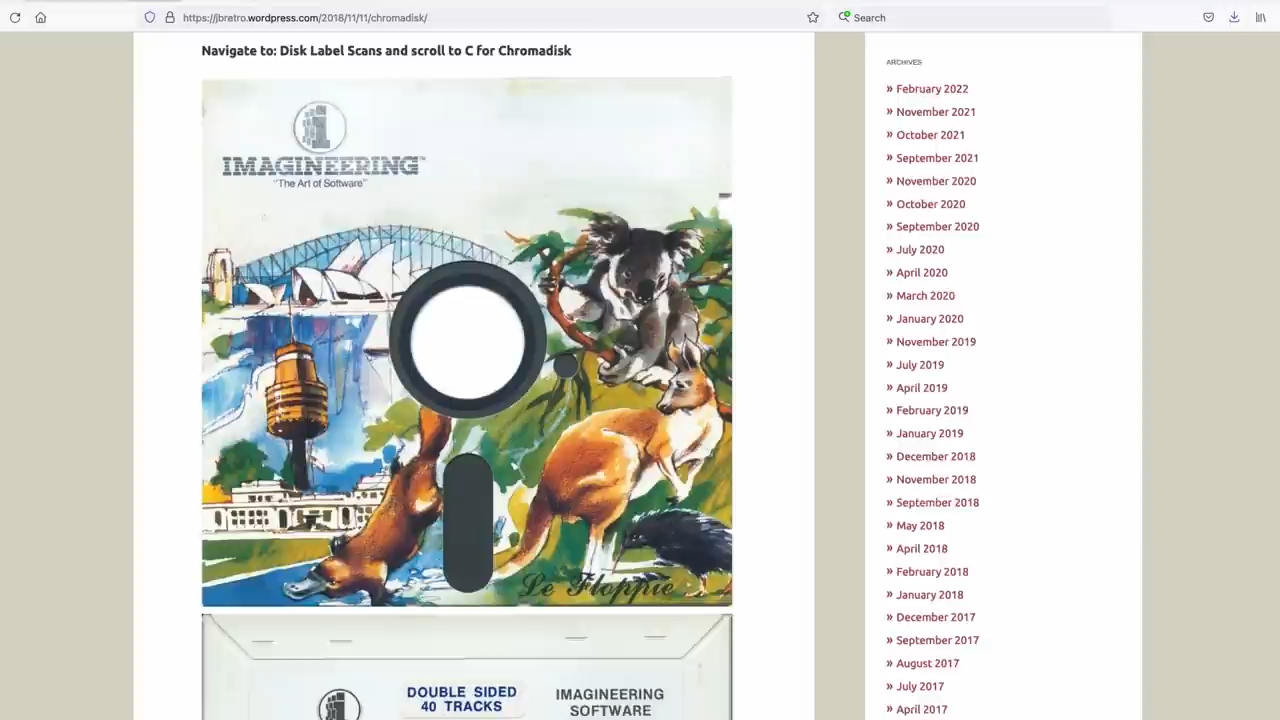 https://jbretro.wordpress.com/2018/11/11/chromadisk/
Search
Navigate to: Disk Label Scans and scroll to C for Chromadisk
IMAGINEERING™
"The Art of Software"
Le Floppie
DOUBLE SIDED
40 TRACKS
IMAGINEERING
SOFTWARE
ARCHIVES
» February 2022
» November 2021
» October 2021
» September 2021
» November 2020
» October 2020
» September 2020
» July 2020
» April 2020
» March 2020
» January 2020
» November 2019
» July 2019
» April 2019
» February 2019
» January 2019
» December 2018
» November 2018
» September 2018
» May 2018
» April 2018
» February 2018
» January 2018
» December 2017
» September 2017
» August 2017
» July 2017
» April 2017